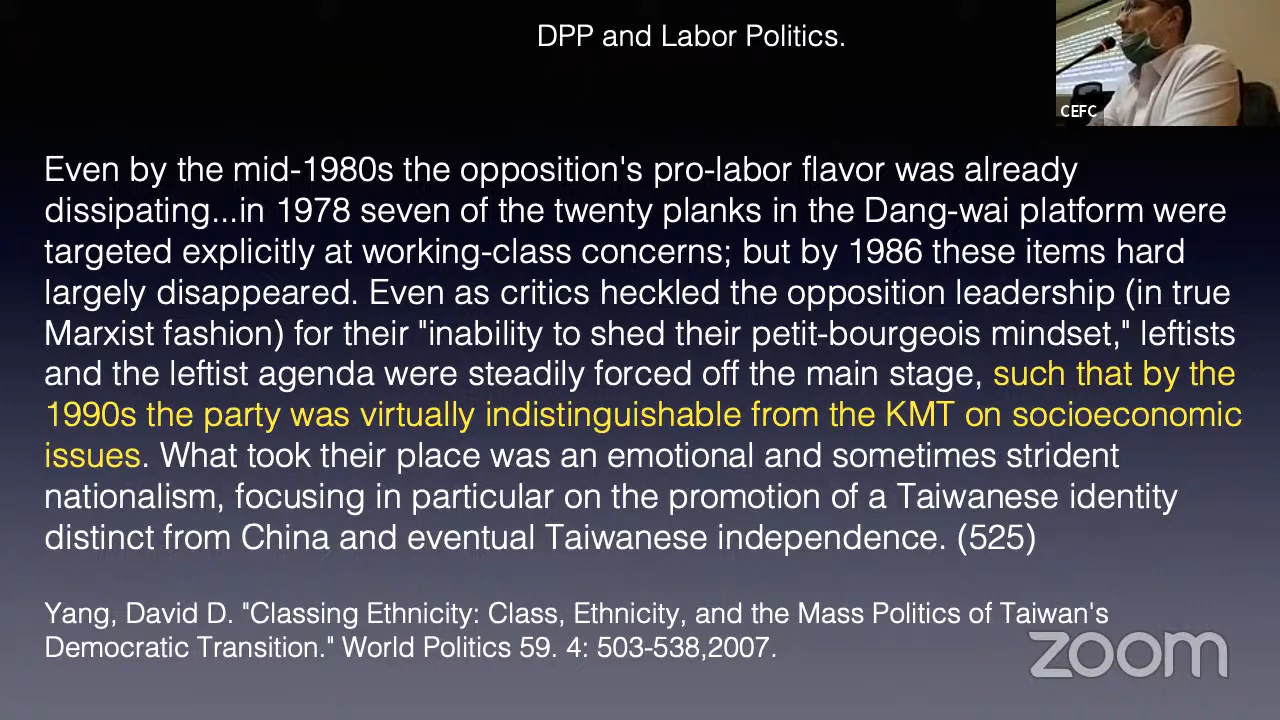 DPP and Labor Politics.
CEFC
Even by the mid-1980s the opposition's pro-labor flavor was already
dissipating...in 1978 seven of the twenty planks in the Dang-wai platform were
targeted explicitly at working-class concerns; but by 1986 these items hard
largely disappeared. Even as critics heckled the opposition leadership (in true
Marxist fashion) for their "inability to shed their petit-bourgeois mindset," leftists
and the leftist agenda were steadily forced off the main stage, such that by the
1990s the party was virtually indistinguishable from the KMT on socioeconomic
issues. What took their place was an emotional and sometimes strident
nationalism, focusing in particular on the promotion of a Taiwanese identity
distinct from China and eventual Taiwanese independence. (525)
Yang, David D. "Classing Ethnicity: Class, Ethnicity, and the Mass Politics of Taiwan's
Democratic Transition." World Politics 59. 4: 503-538,2007.
zoom